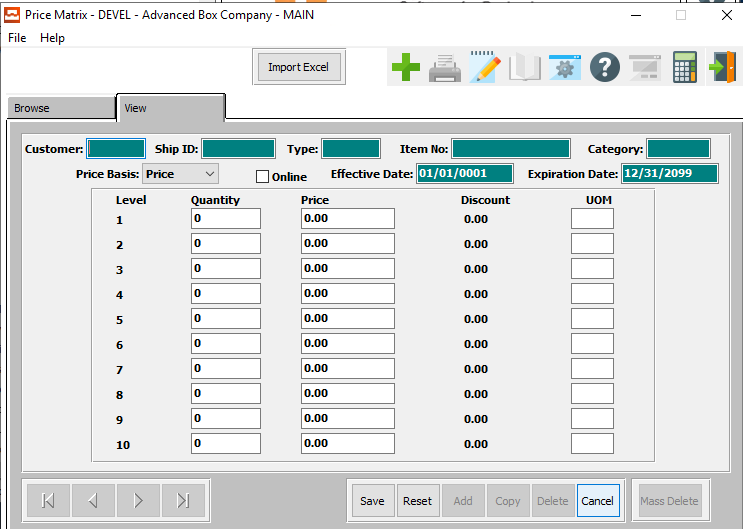 Price Matrix - DEVEL - Advanced Box Company - MAIN
File Help
Import Excel
Browse View
Customer: Ship ID: Type: Item No: Category:
Price Basis: Price Online Effective Date: 01/01/0001 Expiration Date: 12/31/2099
Level Quantity Price Discount UOM
1 0 0.00 0.00
2 0 0.00 0.00
3 0 0.00 0.00
4 0 0.00 0.00
5 0 0.00 0.00
6 0 0.00 0.00
7 0 0.00 0.00
8 0 0.00 0.00
9 0 0.00 0.00
10 0 0.00 0.00
Save Reset Add Copy Delete Cancel Mass Delete